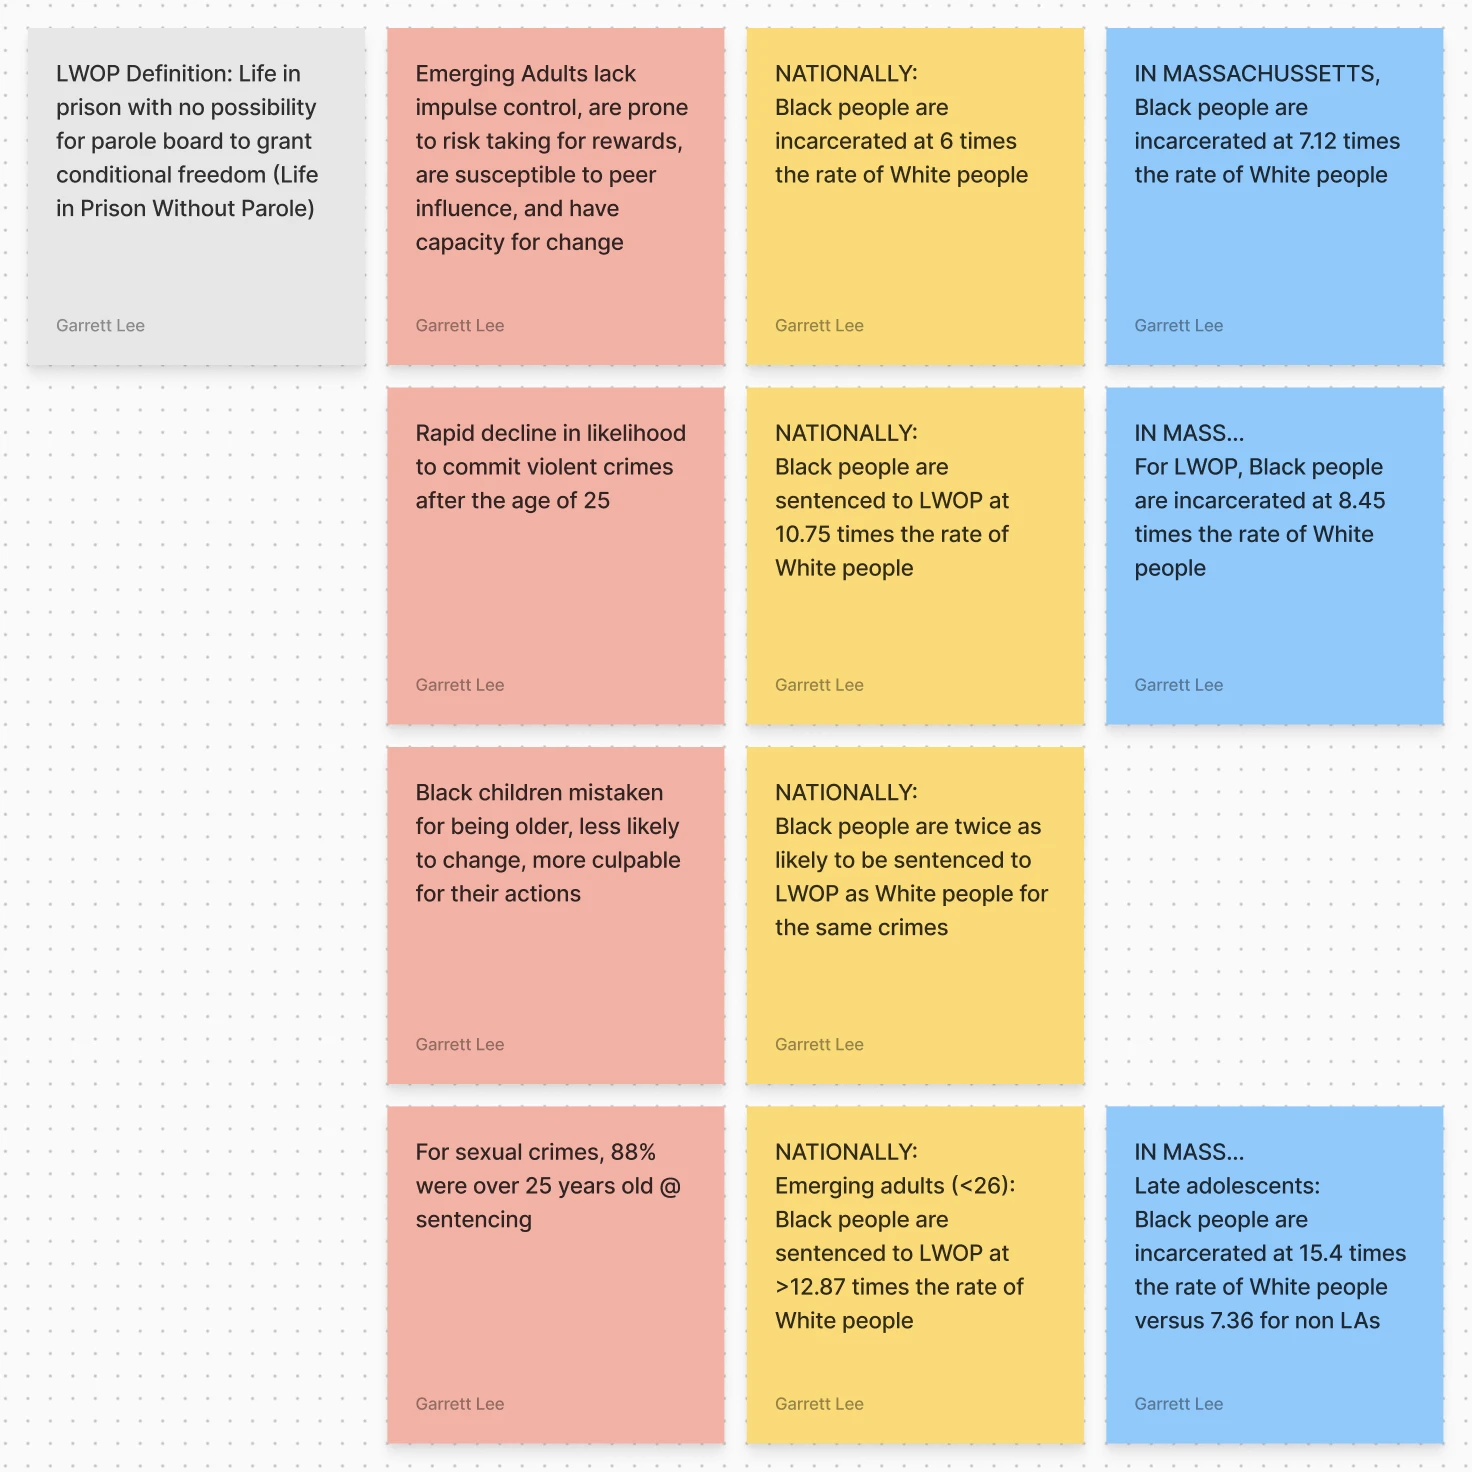 LWOP Definition: Life in
prison with no possibility
for parole board to grant
conditional freedom (Life
in Prison Without Parole)
Garrett Lee
Emerging Adults lack
impulse control, are prone
to risk taking for rewards,
are susceptible to peer
influence, and have
capacity for change
Garrett Lee
NATIONALLY:
Black people are
incarcerated at 6 times
the rate of White people
Garrett Lee
IN MASSACHUSSETTS,
Black people are
incarcerated at 7.12 times
the rate of White people
Garrett Lee
Rapid decline in likelihood
to commit violent crimes
after the age of 25
Garrett Lee
NATIONALLY:
Black people are
sentenced to LWOP at
10.75 times the rate of
White people
Garrett Lee
IN MASS...
For LWOP, Black people
are incarcerated at 8.45
times the rate of White
people
Garrett Lee
Black children mistaken
for being older, less likely
to change, more culpable
for their actions
Garrett Lee
NATIONALLY:
Black people are twice as
likely to be sentenced to
LWOP as White people for
the same crimes
Garrett Lee
For sexual crimes, 88%
were over 25 years old @
sentencing
Garrett Lee
NATIONALLY:
Emerging adults (<26):
Black people are
sentenced to LWOP at
>12.87 times the rate of
White people
Garrett Lee
IN MASS...
Late adolescents:
Black people are
incarcerated at 15.4 times
the rate of White people
versus 7.36 for non LAs
Garrett Lee